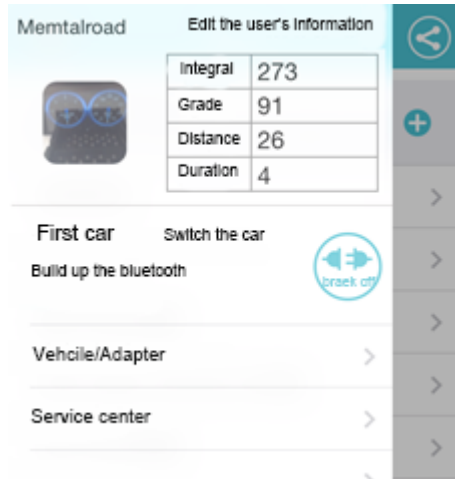 Memtalroad
Edit the user's Information
Integral 273
Grade 91
Distance 26
Duration 4
First car Switch the car
Build up the bluetooth
braek off
Vehcile/Adapter
Service center